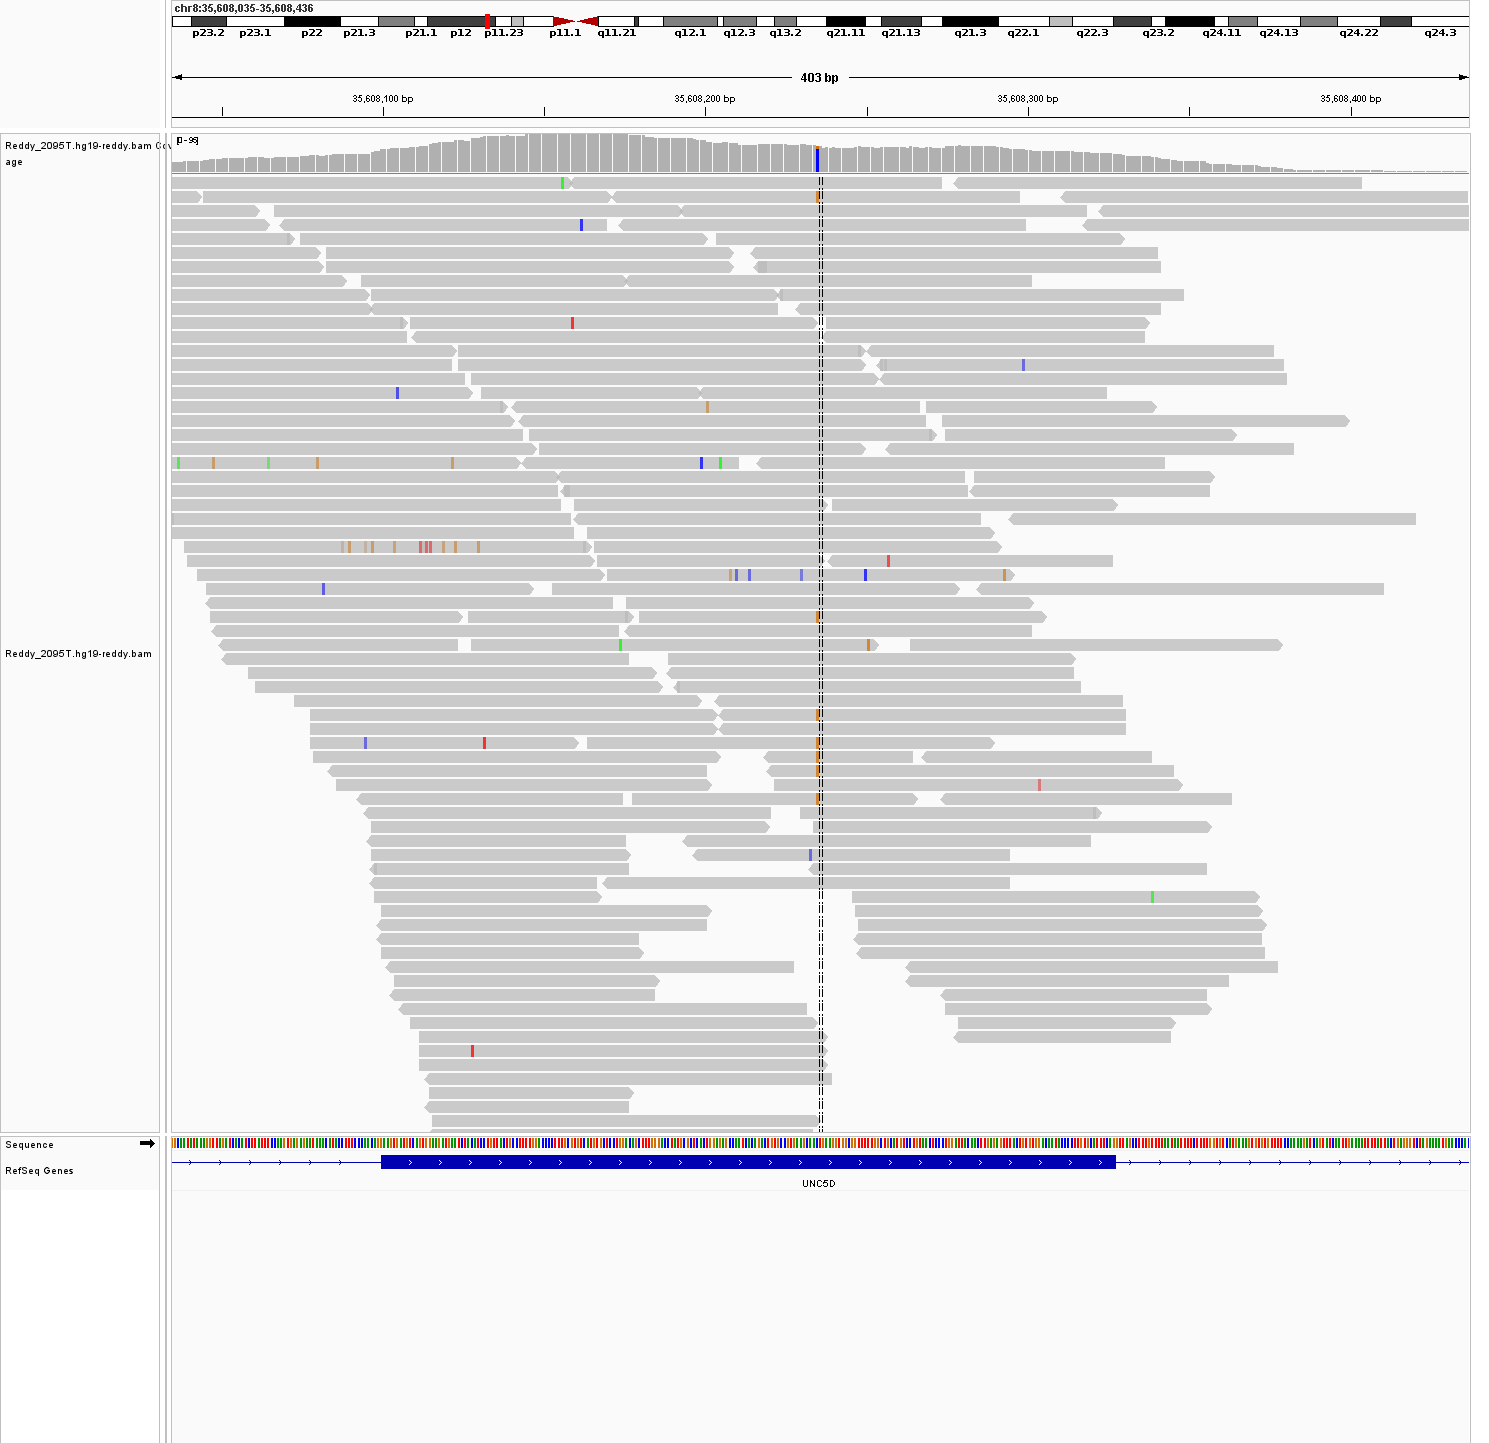 chr8:35,608,035-35,608,436
p23.2 p23.1 p22 p21.3 p21.1 p12 p11.23 p11.1 q11.21 q12.1 q12.3 q13.2 q21.11 q21.13 q21.3 q22.1 q22.3 q23.2 q24.11 q24.13 q24.22 q24.3
403 bp
35,608,100 bp 35,608,200 bp 35,608,300 bp 35,608,400 bp
Reddy_2095T.hg19-reddy.bam Cov
age
Reddy_2095T.hg19-reddy.bam
Sequence
RefSeq Genes
UNC5D